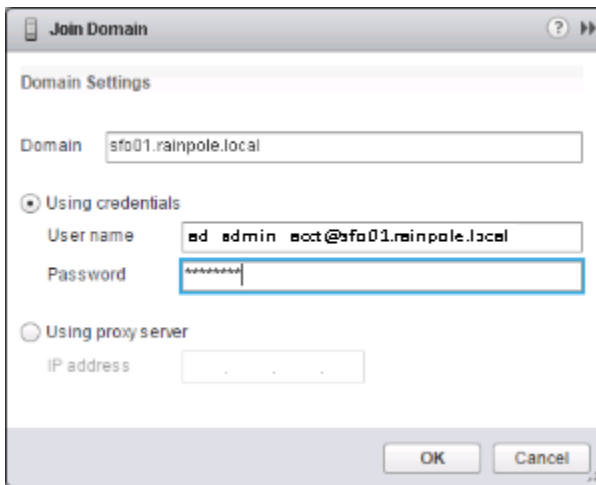 Join Domain ?
Domain Settings
Domain sfo01.rainpole.local
Using credentials
User name ad admin acct@sfo01.rainpole.local
Password ********
Using proxy server
IP address . . .
OK Cancel